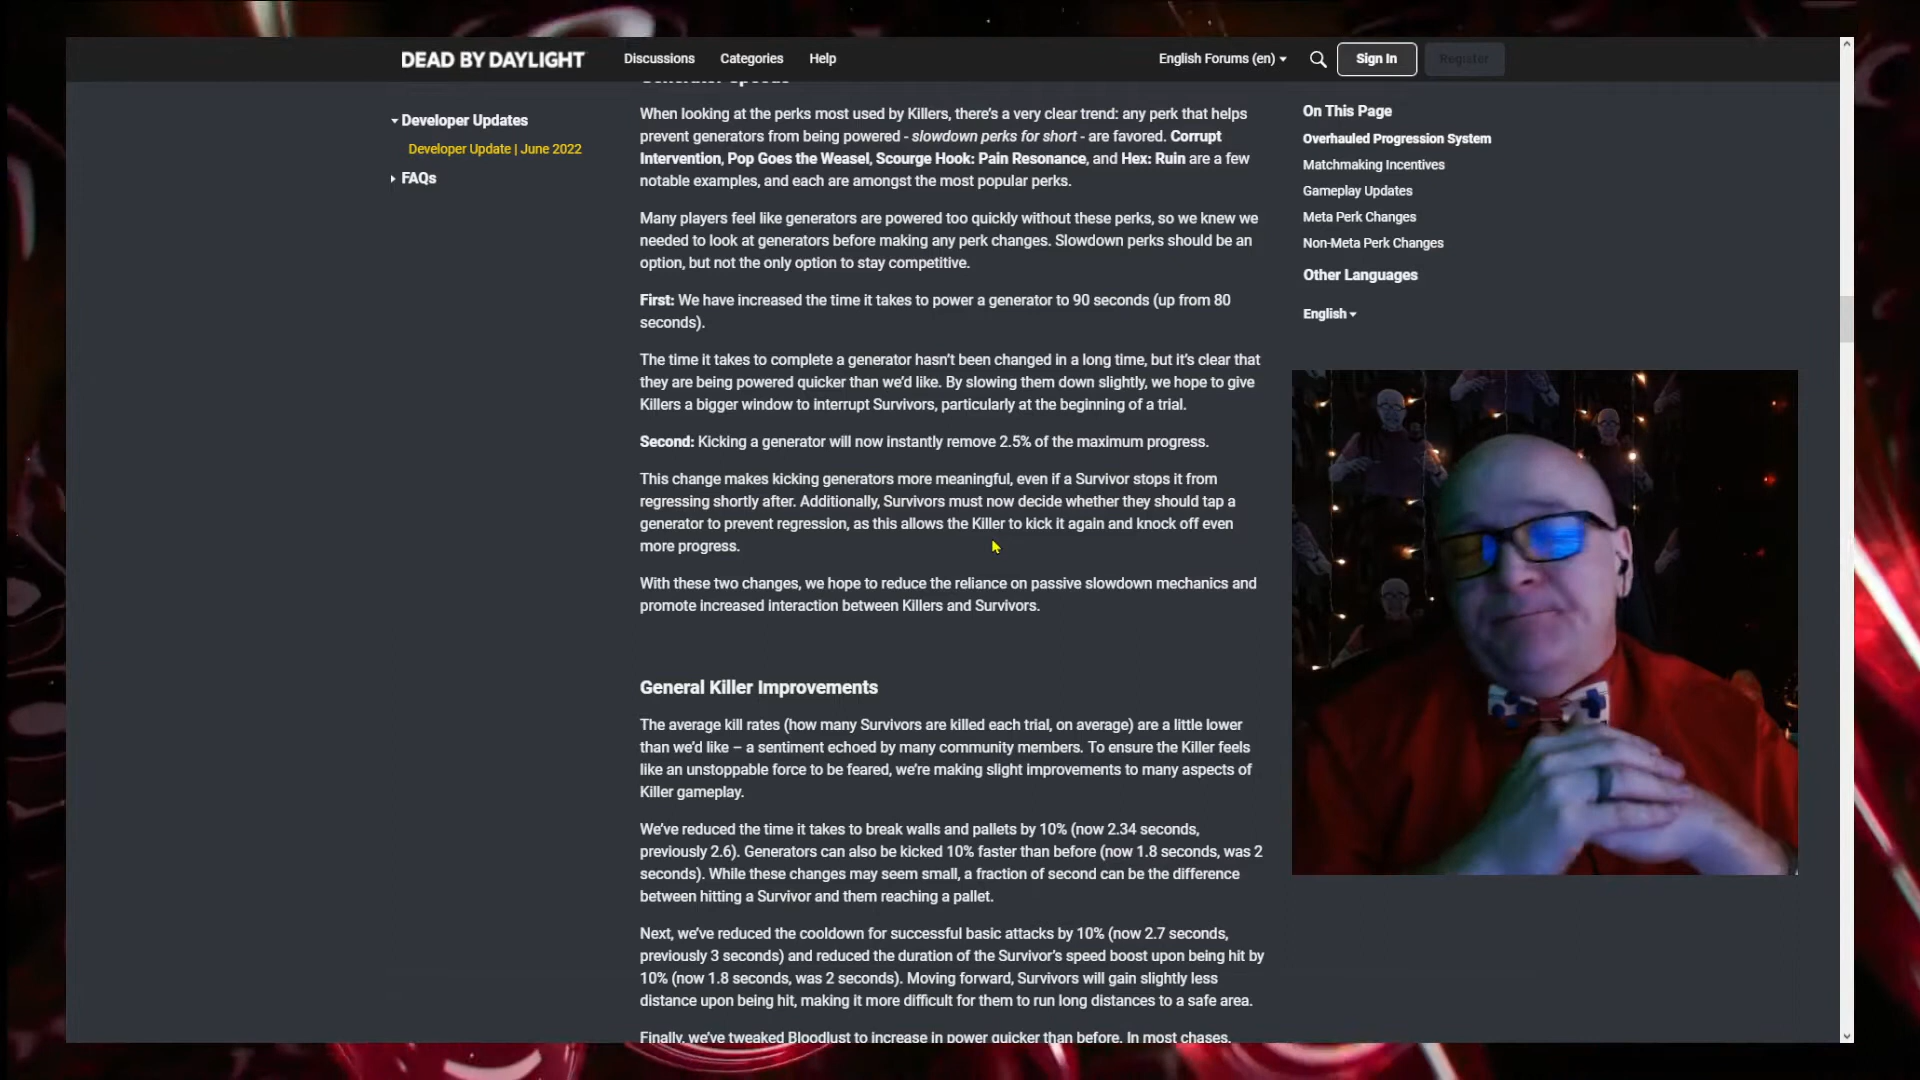 DEAD BY DAYLIGHT
Discussions
Categories
Help
English Forums (en)
Sign In
Register
Developer Updates
Developer Update | June 2022
FAQs
Generator Speeds
When looking at the perks most used by Killers, there's a very clear trend: any perk that helps
prevent generators from being powered - slowdown perks for short - are favored. Corrupt
Intervention, Pop Goes the Weasel, Scourge Hook: Pain Resonance, and Hex: Ruin are a few
notable examples, and each are amongst the most popular perks.
Many players feel like generators are powered too quickly without these perks, so we knew we
needed to look at generators before making any perk changes. Slowdown perks should be an
option, but not the only option to stay competitive.
First: We have increased the time it takes to power a generator to 90 seconds (up from 80
seconds).
The time it takes to complete a generator hasn't been changed in a long time, but it's clear that
they are being powered quicker than we'd like. By slowing them down slightly, we hope to give
Killers a bigger window to interrupt Survivors, particularly at the beginning of a trial.
Second: Kicking a generator will now instantly remove 2.5% of the maximum progress.
This change makes kicking generators more meaningful, even if a Survivor stops it from
regressing shortly after. Additionally, Survivors must now decide whether they should tap a
generator to prevent regression, as this allows the Killer to kick it again and knock off even
more progress.
With these two changes, we hope to reduce the reliance on passive slowdown mechanics and
promote increased interaction between Killers and Survivors.
General Killer Improvements
The average kill rates (how many Survivors are killed each trial, on average) are a little lower
than we'd like – a sentiment echoed by many community members. To ensure the Killer feels
like an unstoppable force to be feared, we're making slight improvements to many aspects of
Killer gameplay.
We've reduced the time it takes to break walls and pallets by 10% (now 2.34 seconds,
previously 2.6). Generators can also be kicked 10% faster than before (now 1.8 seconds, was 2
seconds). While these changes may seem small, a fraction of second can be the difference
between hitting a Survivor and them reaching a pallet.
Next, we've reduced the cooldown for successful basic attacks by 10% (now 2.7 seconds,
previously 3 seconds) and reduced the duration of the Survivor's speed boost upon being hit by
10% (now 1.8 seconds, was 2 seconds). Moving forward, Survivors will gain slightly less
distance upon being hit, making it more difficult for them to run long distances to a safe area.
Finally, we've tweaked Bloodlust to increase in power quicker than before. In most chases,
On This Page
Overhauled Progression System
Matchmaking Incentives
Gameplay Updates
Meta Perk Changes
Non-Meta Perk Changes
Other Languages
English